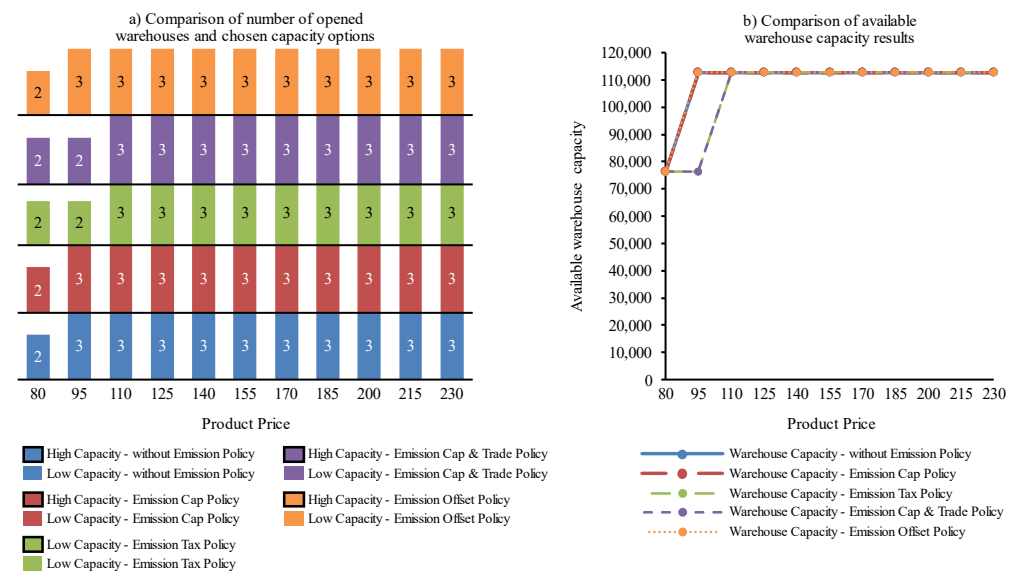 a) Comparison of number of opened
warehouses and chosen capacity options
2 3 3 3 3 3 3 3 3 3 3
2 2 3 3 3 3 3 3 3 3 3
2 2 3 3 3 3 3 3 3 3 3
2 3 3 3 3 3 3 3 3 3 3
2 3 3 3 3 3 3 3 3 3 3
80 95 110 125 140 155 170 185 200 215 230
Product Price
High Capacity - without Emission Policy
Low Capacity - without Emission Policy
High Capacity - Emission Cap Policy
Low Capacity - Emission Cap Policy
Low Capacity - Emission Tax Policy
Low Capacity - Emission Tax Policy
High Capacity - Emission Cap & Trade Policy
Low Capacity - Emission Cap & Trade Policy
High Capacity - Emission Offset Policy
Low Capacity - Emission Offset Policy
b) Comparison of available
warehouse capacity results
Available warehouse capacity
120,000
110,000
100,000
90,000
80,000
70,000
60,000
50,000
40,000
30,000
20,000
10,000
0
80 95 110 125 140 155 170 185 200 215 230
Product Price
Warehouse Capacity - without Emission Policy
Warehouse Capacity - Emission Cap Policy
Warehouse Capacity - Emission Tax Policy
Warehouse Capacity - Emission Cap & Trade Policy
Warehouse Capacity - Emission Offset Policy